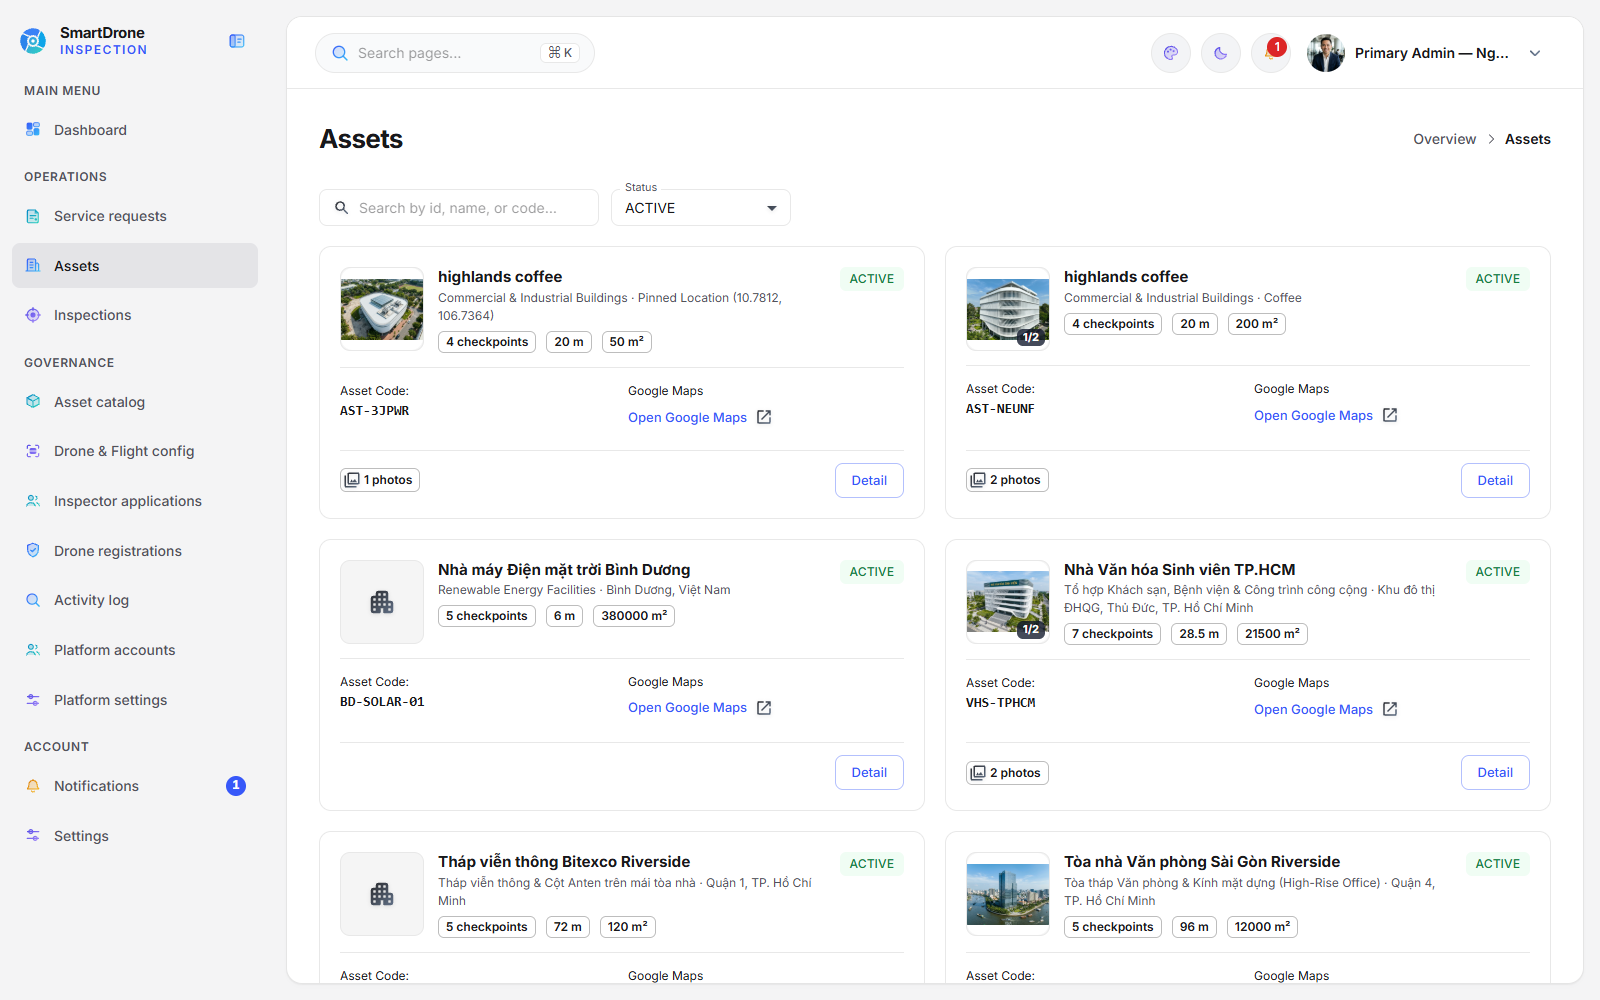 SmartDrone
INSPECTION
MAIN MENU
Dashboard
OPERATIONS
Service requests
Assets
Inspections
GOVERNANCE
Asset catalog
Drone & Flight config
Inspector applications
Drone registrations
Activity log
Platform accounts
Platform settings
ACCOUNT
Notifications 1
Settings
Search pages... ⌘ K
1
Primary Admin — Ng...
Assets
Overview > Assets
Search by id, name, or code...
Status
ACTIVE
highlands coffee
ACTIVE
Commercial & Industrial Buildings · Pinned Location (10.7812,
106.7364)
4 checkpoints 20 m 50 m²
Asset Code:
AST-3JPWR
Google Maps
Open Google Maps
1 photos
Detail
highlands coffee
ACTIVE
Commercial & Industrial Buildings · Coffee
4 checkpoints 20 m 200 m²
1/2
Asset Code:
AST-NEUNF
Google Maps
Open Google Maps
2 photos
Detail
Nhà máy Điện mặt trời Bình Dương
ACTIVE
Renewable Energy Facilities · Bình Dương, Việt Nam
5 checkpoints 6 m 380000 m²
Asset Code:
BD-SOLAR-01
Google Maps
Open Google Maps
Detail
Nhà Văn hóa Sinh viên TP.HCM
ACTIVE
Tổ hợp Khách sạn, Bệnh viện & Công trình công cộng · Khu đô thị
ĐHQG, Thủ Đức, TP. Hồ Chí Minh
1/2
7 checkpoints 28.5 m 21500 m²
Asset Code:
VHS-TPHCM
Google Maps
Open Google Maps
2 photos
Detail
Tháp viễn thông Bitexco Riverside
ACTIVE
Tháp viễn thông & Cột Anten trên mái tòa nhà · Quận 1, TP. Hồ Chí
Minh
5 checkpoints 72 m 120 m²
Asset Code:
Google Maps
Tòa nhà Văn phòng Sài Gòn Riverside
ACTIVE
Tòa tháp Văn phòng & Kính mặt dựng (High-Rise Office) · Quận 4,
TP. Hồ Chí Minh
5 checkpoints 96 m 12000 m²
Asset Code:
Google Maps